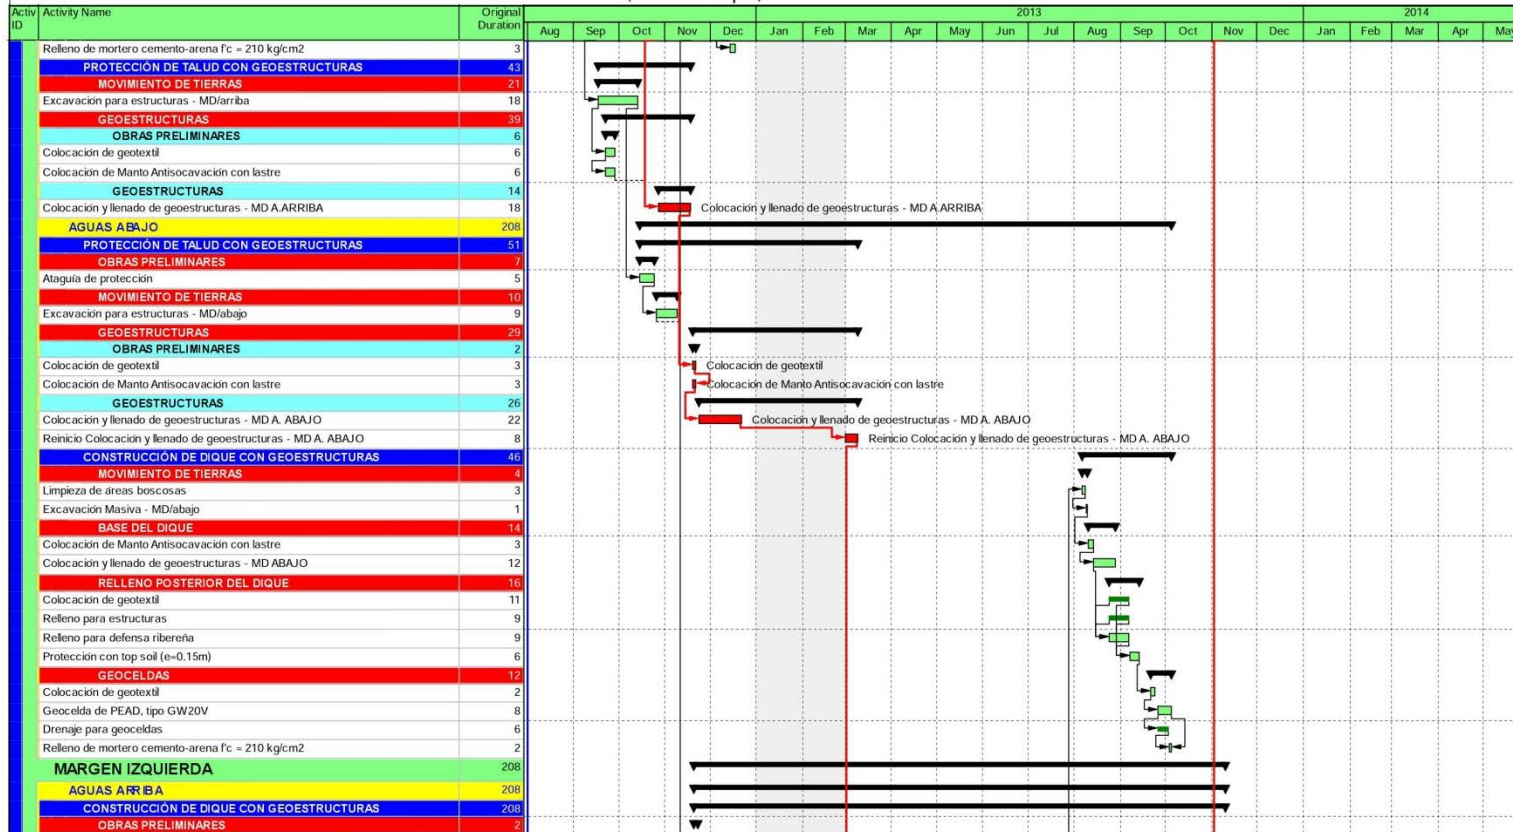 Activ ID Activity Name Original Duration 2013 2014
Aug Sep Oct Nov Dec Jan Feb Mar Apr May Jun Jul Aug Sep Oct Nov Dec Jan Feb Mar Apr May
Relleno de mortero cemento-arena f'c = 210 kg/cm2 3
PROTECCIÓN DE TALUD CON GEOESTRUCTURAS 43
MOVIMIENTO DE TIERRAS 21
Excavación para estructuras - MD/arriba 18
GEOESTRUCTURAS 39
OBRAS PRELIMINARES 6
Colocación de geotextil 6
Colocación de Manto Antisocavación con lastre 6
GEOESTRUCTURAS 14
Colocación y llenado de geoestructuras - MD A.ARRIBA 18 Colocación y llenado de geoestructuras - MD A.ARRIBA
AGUAS ABAJO 208
PROTECCIÓN DE TALUD CON GEOESTRUCTURAS 51
OBRAS PRELIMINARES 7
Ataguía de protección 5
MOVIMIENTO DE TIERRAS 10
Excavación para estructuras - MD/abajo 9
GEOESTRUCTURAS 29
OBRAS PRELIMINARES 2
Colocación de geotextil 3 Colocación de geotextil
Colocación de Manto Antisocavación con lastre 3 Colocación de Manto Antisocavación con lastre
GEOESTRUCTURAS 26
Colocación y llenado de geoestructuras - MD A. ABAJO 22 Colocación y llenado de geoestructuras - MD A. ABAJO
Reinicio Colocación y llenado de geoestructuras - MD A. ABAJO 8 Reinicio Colocación y llenado de geoestructuras - MD A. ABAJO
CONSTRUCCIÓN DE DIQUE CON GEOESTRUCTURAS 46
MOVIMIENTO DE TIERRAS 4
Limpieza de áreas boscosas 3
Excavación Masiva - MD/abajo 1
BASE DEL DIQUE 14
Colocación de Manto Antisocavación con lastre 3
Colocación y llenado de geoestructuras - MD ABAJO 12
RELLENO POSTERIOR DEL DIQUE 16
Colocación de geotextil 11
Relleno para estructuras 9
Relleno para defensa ribereña 9
Protección con top soil (e=0.15m) 6
GEOCELDAS 12
Colocación de geotextil 2
Geocelda de PEAD, tipo GW20V 8
Drenaje para geoceldas 6
Relleno de mortero cemento-arena f'c = 210 kg/cm2 2
MARGEN IZQUIERDA 208
AGUAS ARRIBA 208
CONSTRUCCIÓN DE DIQUE CON GEOESTRUCTURAS 208
OBRAS PRELIMINARES 2